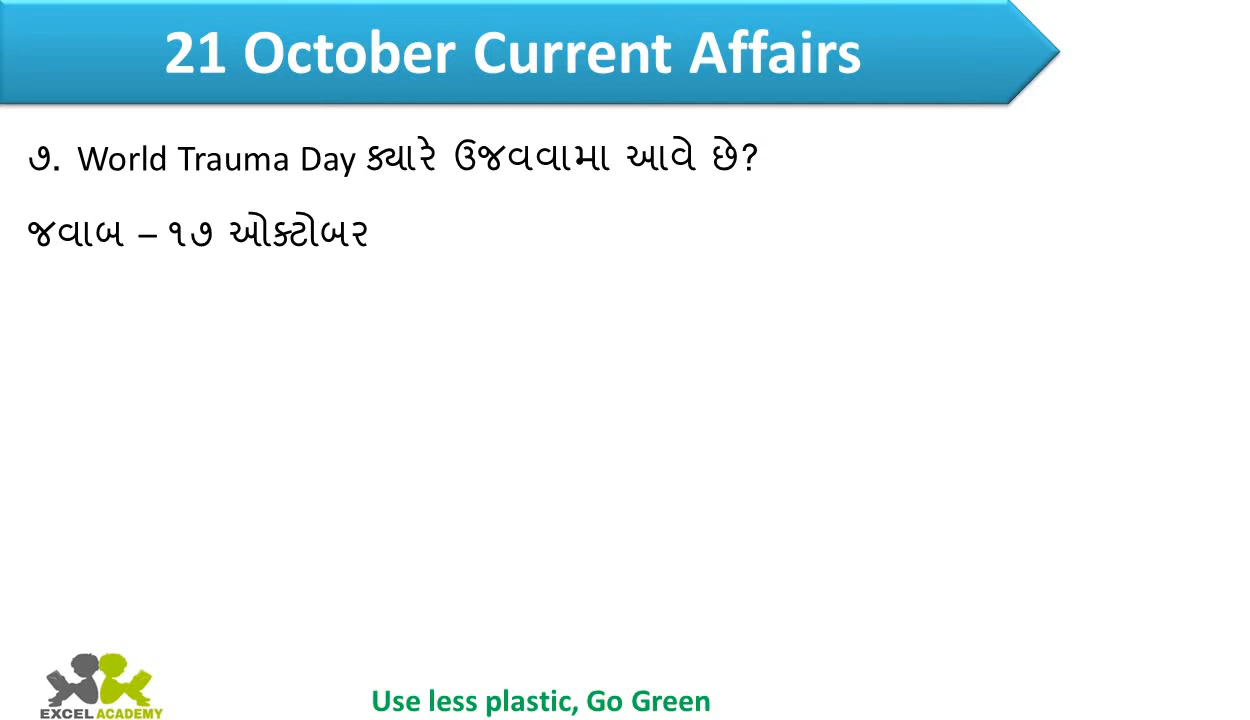 21 October Current Affairs
૭. World Trauma Day ક્યારે ઉજવવામા આવે છે?
જવાબ – ૧૭ ઓક્ટોબર
EXCEL ACADEMY
Use less plastic, Go Green